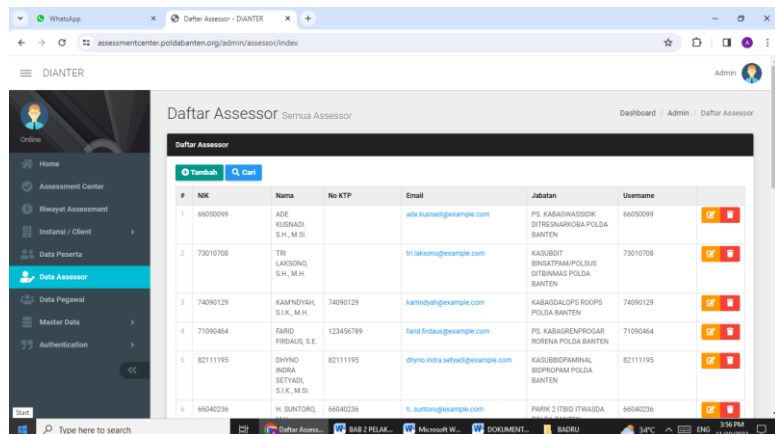 WhatsApp
Daftar Assessor - DIANTER
assessmentcenter.poldabanten.org/admin/assessor/index
A
DIANTER
Admin
Online
Home
Assessment Center
Riwayat Assessment
Instansi / Client
Data Peserta
Data Assessor
Data Pegawai
Master Data
Authentication
Daftar Assessor Semua Assessor
Dashboard / Admin / Daftar Assessor
Daftar Assessor
Tambah Cari
# NIK Nama No KTP Email Jabatan Username
1 66050099 ADE ade.kusnadi@example.com PS. KABAGWASSIDIK 66050099
KUSNADI. DITRESNARKOBA POLDA
S.H., M.Si. BANTEN
2 73010708 TRI tri.laksono@example.com KASUBDIT 73010708
LAKSONO, BINSATPAM/POLSUS
S.H., M.H. DITBINMAS POLDA
BANTEN
3 74090129 KAM'NDYAH, 74090129 kamndyah@example.com KABAGDALOPS ROOPS 74090129
S.I.K., M.H. POLDA BANTEN
4 71090464 FARID 123456789 farid.firdaus@example.com PS. KABAGRENPROGAR 71090464
FIRDAUS, S.E. RORENA POLDA BANTEN
5 82111195 DHYNO 82111195 dhyno.indra.setyadi@example.com KASUBBIDPAMINAL 82111195
INDRA BIDPROPAM POLDA
SETYADI, BANTEN
S.I.K., M.Si.
6 66040236 H. SUNTORO, 66040236 h. suntoro@example.com PARIK 2 ITBID ITWASDA 66040236
Start
Type here to search
Daftar Assess...
BAB 2 PELAK...
Microsoft W...
DOKUMENT...
BADRU
34°C
ENG
3:56 PM